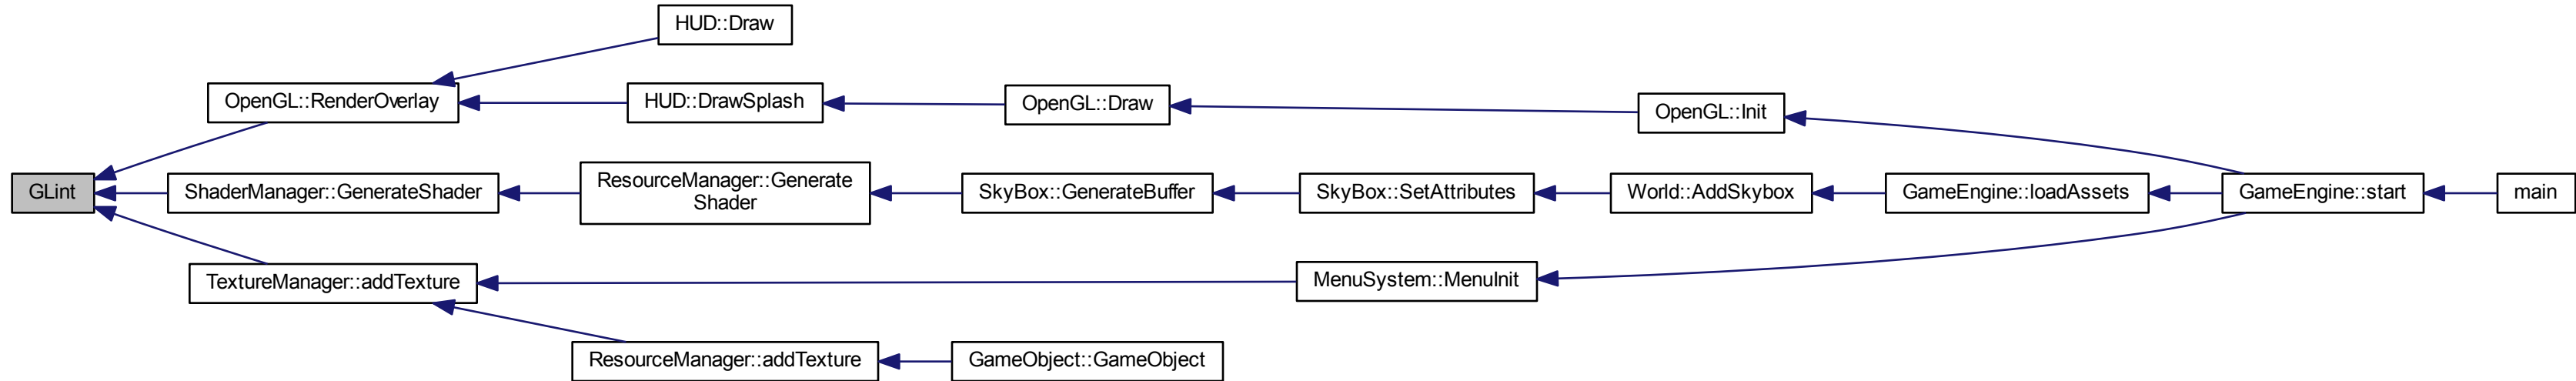 HUD::Draw
OpenGL::RenderOverlay
HUD::DrawSplash
OpenGL::Draw
OpenGL::Init
GLint
ShaderManager::GenerateShader
ResourceManager::Generate
Shader
SkyBox::GenerateBuffer
SkyBox::SetAttributes
World::AddSkybox
GameEngine::loadAssets
GameEngine::start
main
TextureManager::addTexture
MenuSystem::MenuInit
ResourceManager::addTexture
GameObject::GameObject